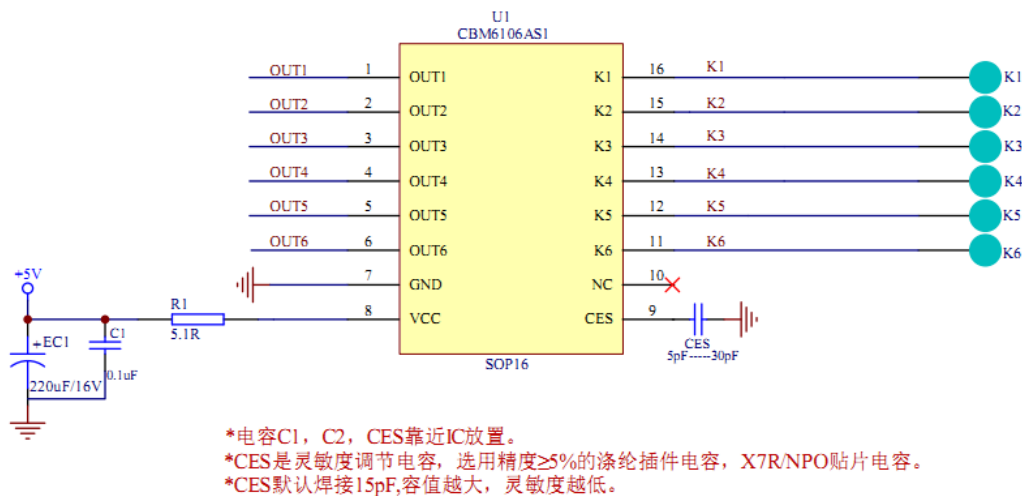 U1
CBM6106AS1
OUT1 1 OUT1 K1 16 K1 K1
OUT2 2 OUT2 K2 15 K2 K2
OUT3 3 OUT3 K3 14 K3 K3
OUT4 4 OUT4 K4 13 K4 K4
OUT5 5 OUT5 K5 12 K5 K5
OUT6 6 OUT6 K6 11 K6 K6
7 GND NC 10
+5V
R1 8 VCC CES 9
5.1R
+EC1 C1
CES
5pF-----30pF
SOP16
0.1uF
220uF/16V
*电容C1，C2，CES靠近IC放置。
*CES是灵敏度调节电容，选用精度≥5%的涤纶插件电容，X7R/NPO贴片电容。
*CES默认焊接15pF,容值越大，灵敏度越低。